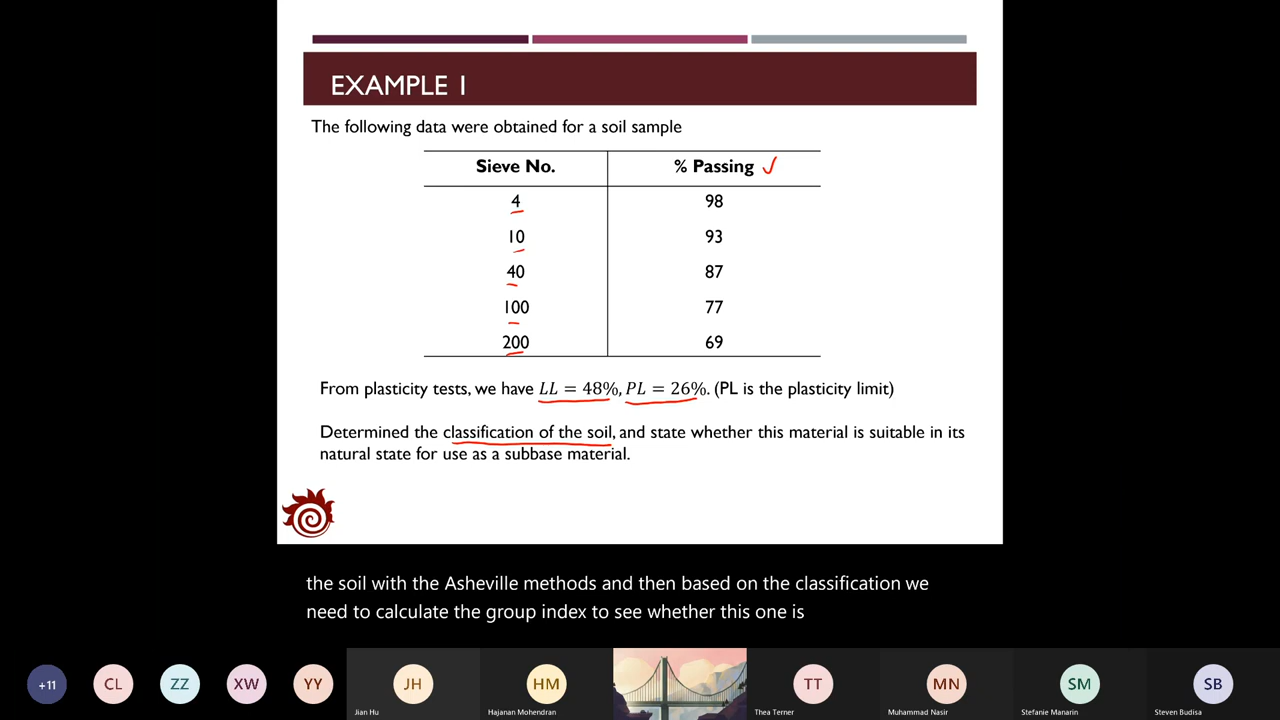 EXAMPLE 1
The following data were obtained for a soil sample
Sieve No. % Passing ✓
4 98
10 93
40 87
100 77
200 69
From plasticity tests, we have LL = 48%, PL = 26%. (PL is the plasticity limit)
Determined the classification of the soil, and state whether this material is suitable in its
natural state for use as a subbase material.
the soil with the Asheville methods and then based on the classification we
need to calculate the group index to see whether this one is
+11 CL ZZ XW YY JH HM TT MN SM SB
Jian Hu Hajanan Mohendran Thea Terner Muhammad Nasir Stefanie Manarin Steven Budisa